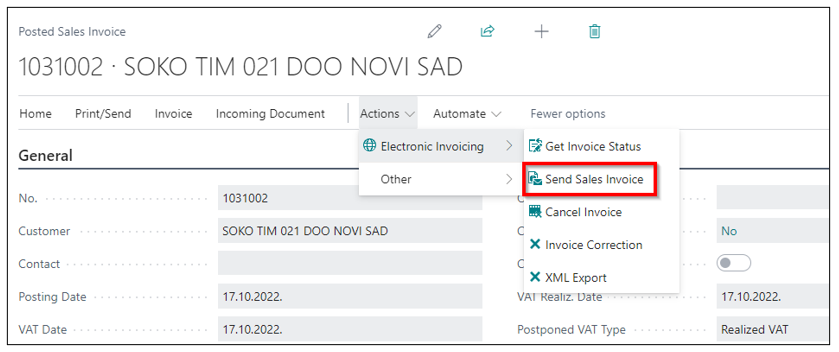 Posted Sales Invoice
1031002 · SOKO TIM 021 DOO NOVI SAD
Home Print/Send Invoice Incoming Document Actions Automate Fewer options
Electronic Invoicing Get Invoice Status
General
Other Send Sales Invoice
No. 1031002 Cancel Invoice
Customer SOKO TIM 021 DOO NOVI SAD No
Invoice Correction
Contact
XML Export
Posting Date 17.10.2022. VAT Realiz. Date 17.10.2022.
VAT Date 17.10.2022. Postponed VAT Type Realized VAT